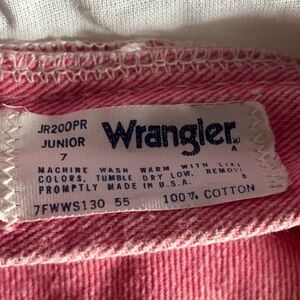 JR200PR
JUNIOR
7
Wrangler
MACHINE WASH WARM WITH
COLORS, TUMBLE DRY LOW, REMOVE
PROMPTLY MADE IN U.S.A.
7FWWS130 55 100% COTTON